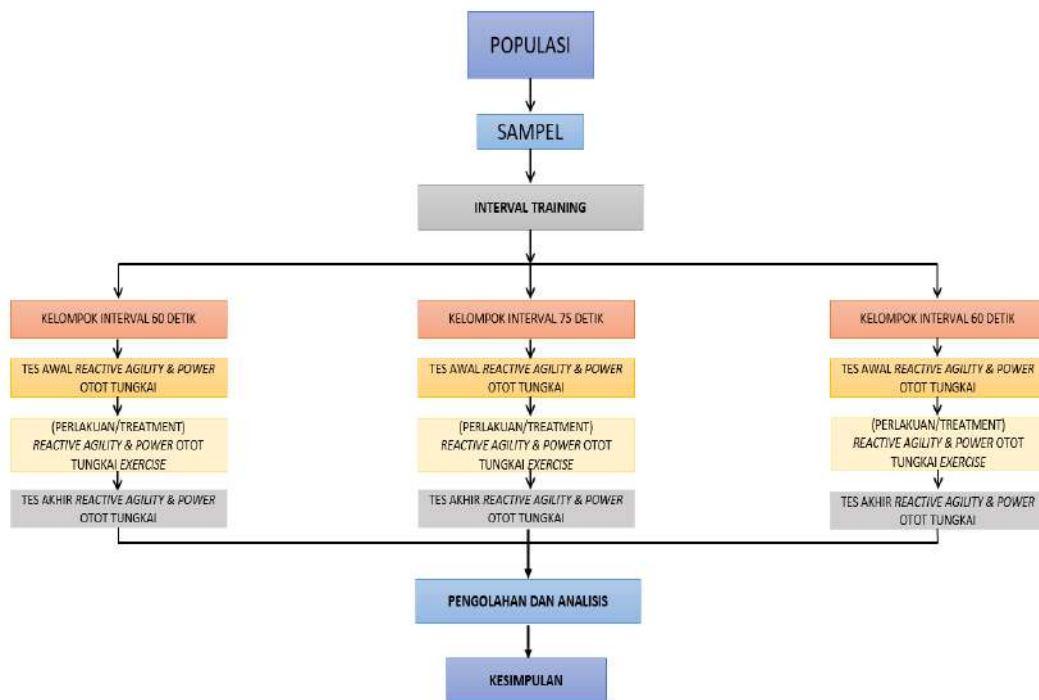 POPULASI
SAMPEL
INTERVAL TRAINING
KELOMPOK INTERVAL 60 DETIK
TES AWAL REACTIVE AGILITY & POWER
OTOT TUNGKAI
(PERLAKUAN/TREATMENT)
REACTIVE AGILITY & POWER OTOT
TUNGKAI EXERCISE
TES AKHIR REACTIVE AGILITY & POWER
OTOT TUNGKAI
KELOMPOK INTERVAL 75 DETIK
TES AWAL REACTIVE AGILITY & POWER
OTOT TUNGKAI
(PERLAKUAN/TREATMENT)
REACTIVE AGILITY & POWER OTOT
TUNGKAI EXERCISE
TES AKHIR REACTIVE AGILITY & POWER
OTOT TUNGKAI
KELOMPOK INTERVAL 60 DETIK
TES AWAL REACTIVE AGILITY & POWER
OTOT TUNGKAI
(PERLAKUAN/TREATMENT)
REACTIVE AGILITY & POWER OTOT
TUNGKAI EXERCISE
TES AKHIR REACTIVE AGILITY & POWER
OTOT TUNGKAI
PENGOLAHAN DAN ANALISIS
KESIMPULAN